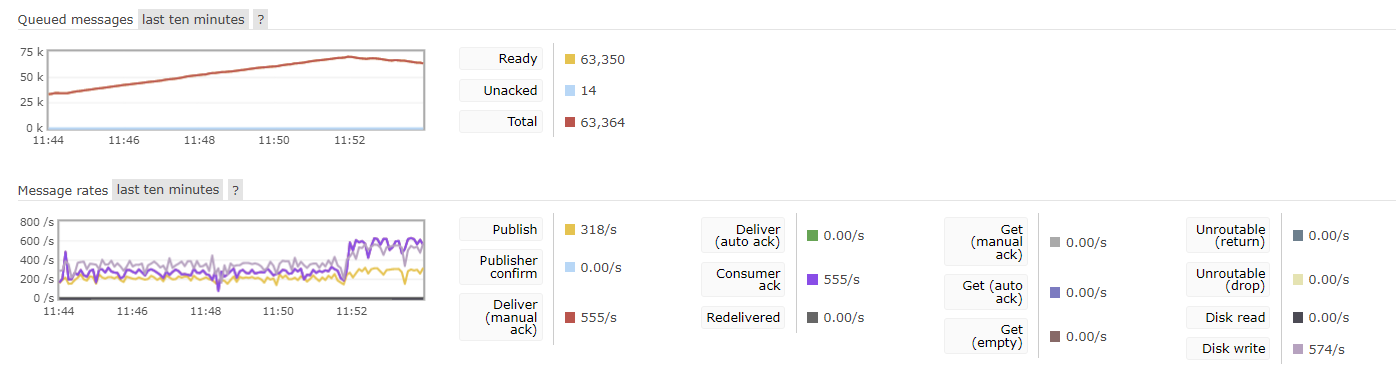 Queued messages last ten minutes ?
75 k
50 k
25 k
0 k
11:44 11:46 11:48 11:50 11:52
Ready 63,350
Unacked 14
Total 63,364
Message rates last ten minutes ?
800 /s
600 /s
400 /s
200 /s
0 /s
11:44 11:46 11:48 11:50 11:52
Publish 318/s
Publisher
confirm 0.00/s
Deliver
(manual
ack) 555/s
Deliver
(auto ack) 0.00/s
Consumer
ack 555/s
Redelivered 0.00/s
Get
(manual
ack) 0.00/s
Get (auto
ack) 0.00/s
Get
(empty) 0.00/s
Unroutable
(return) 0.00/s
Unroutable
(drop) 0.00/s
Disk read 0.00/s
Disk write 574/s